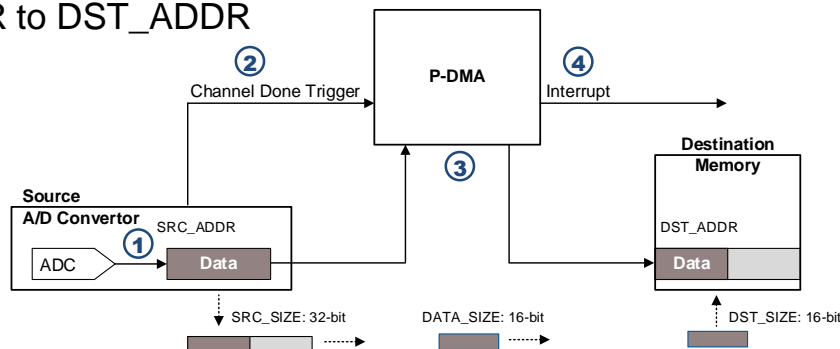 R to DST_ADDR
2
4
Channel Done Trigger
P-DMA
Interrupt
3
Destination
Memory
Source
A/D Convertor
SRC_ADDR
DST_ADDR
1
ADC
Data
Data
SRC_SIZE: 32-bit
DATA_SIZE: 16-bit
DST_SIZE: 16-bit